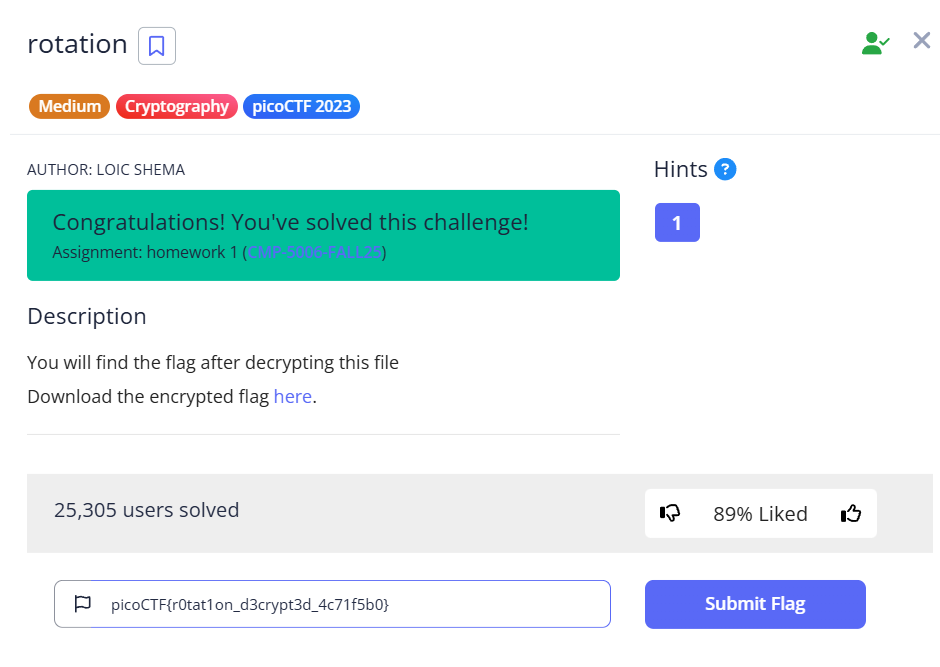 rotation
Medium Cryptography picoCTF 2023
AUTHOR: LOIC SHEMA
Hints ?
Congratulations! You've solved this challenge!
Assignment: homework 1 (CMP-5006-FALL25)
1
Description
You will find the flag after decrypting this file
Download the encrypted flag here.
25,305 users solved
89% Liked
picoCTF{r0tat1on_d3crypt3d_4c71f5b0}
Submit Flag